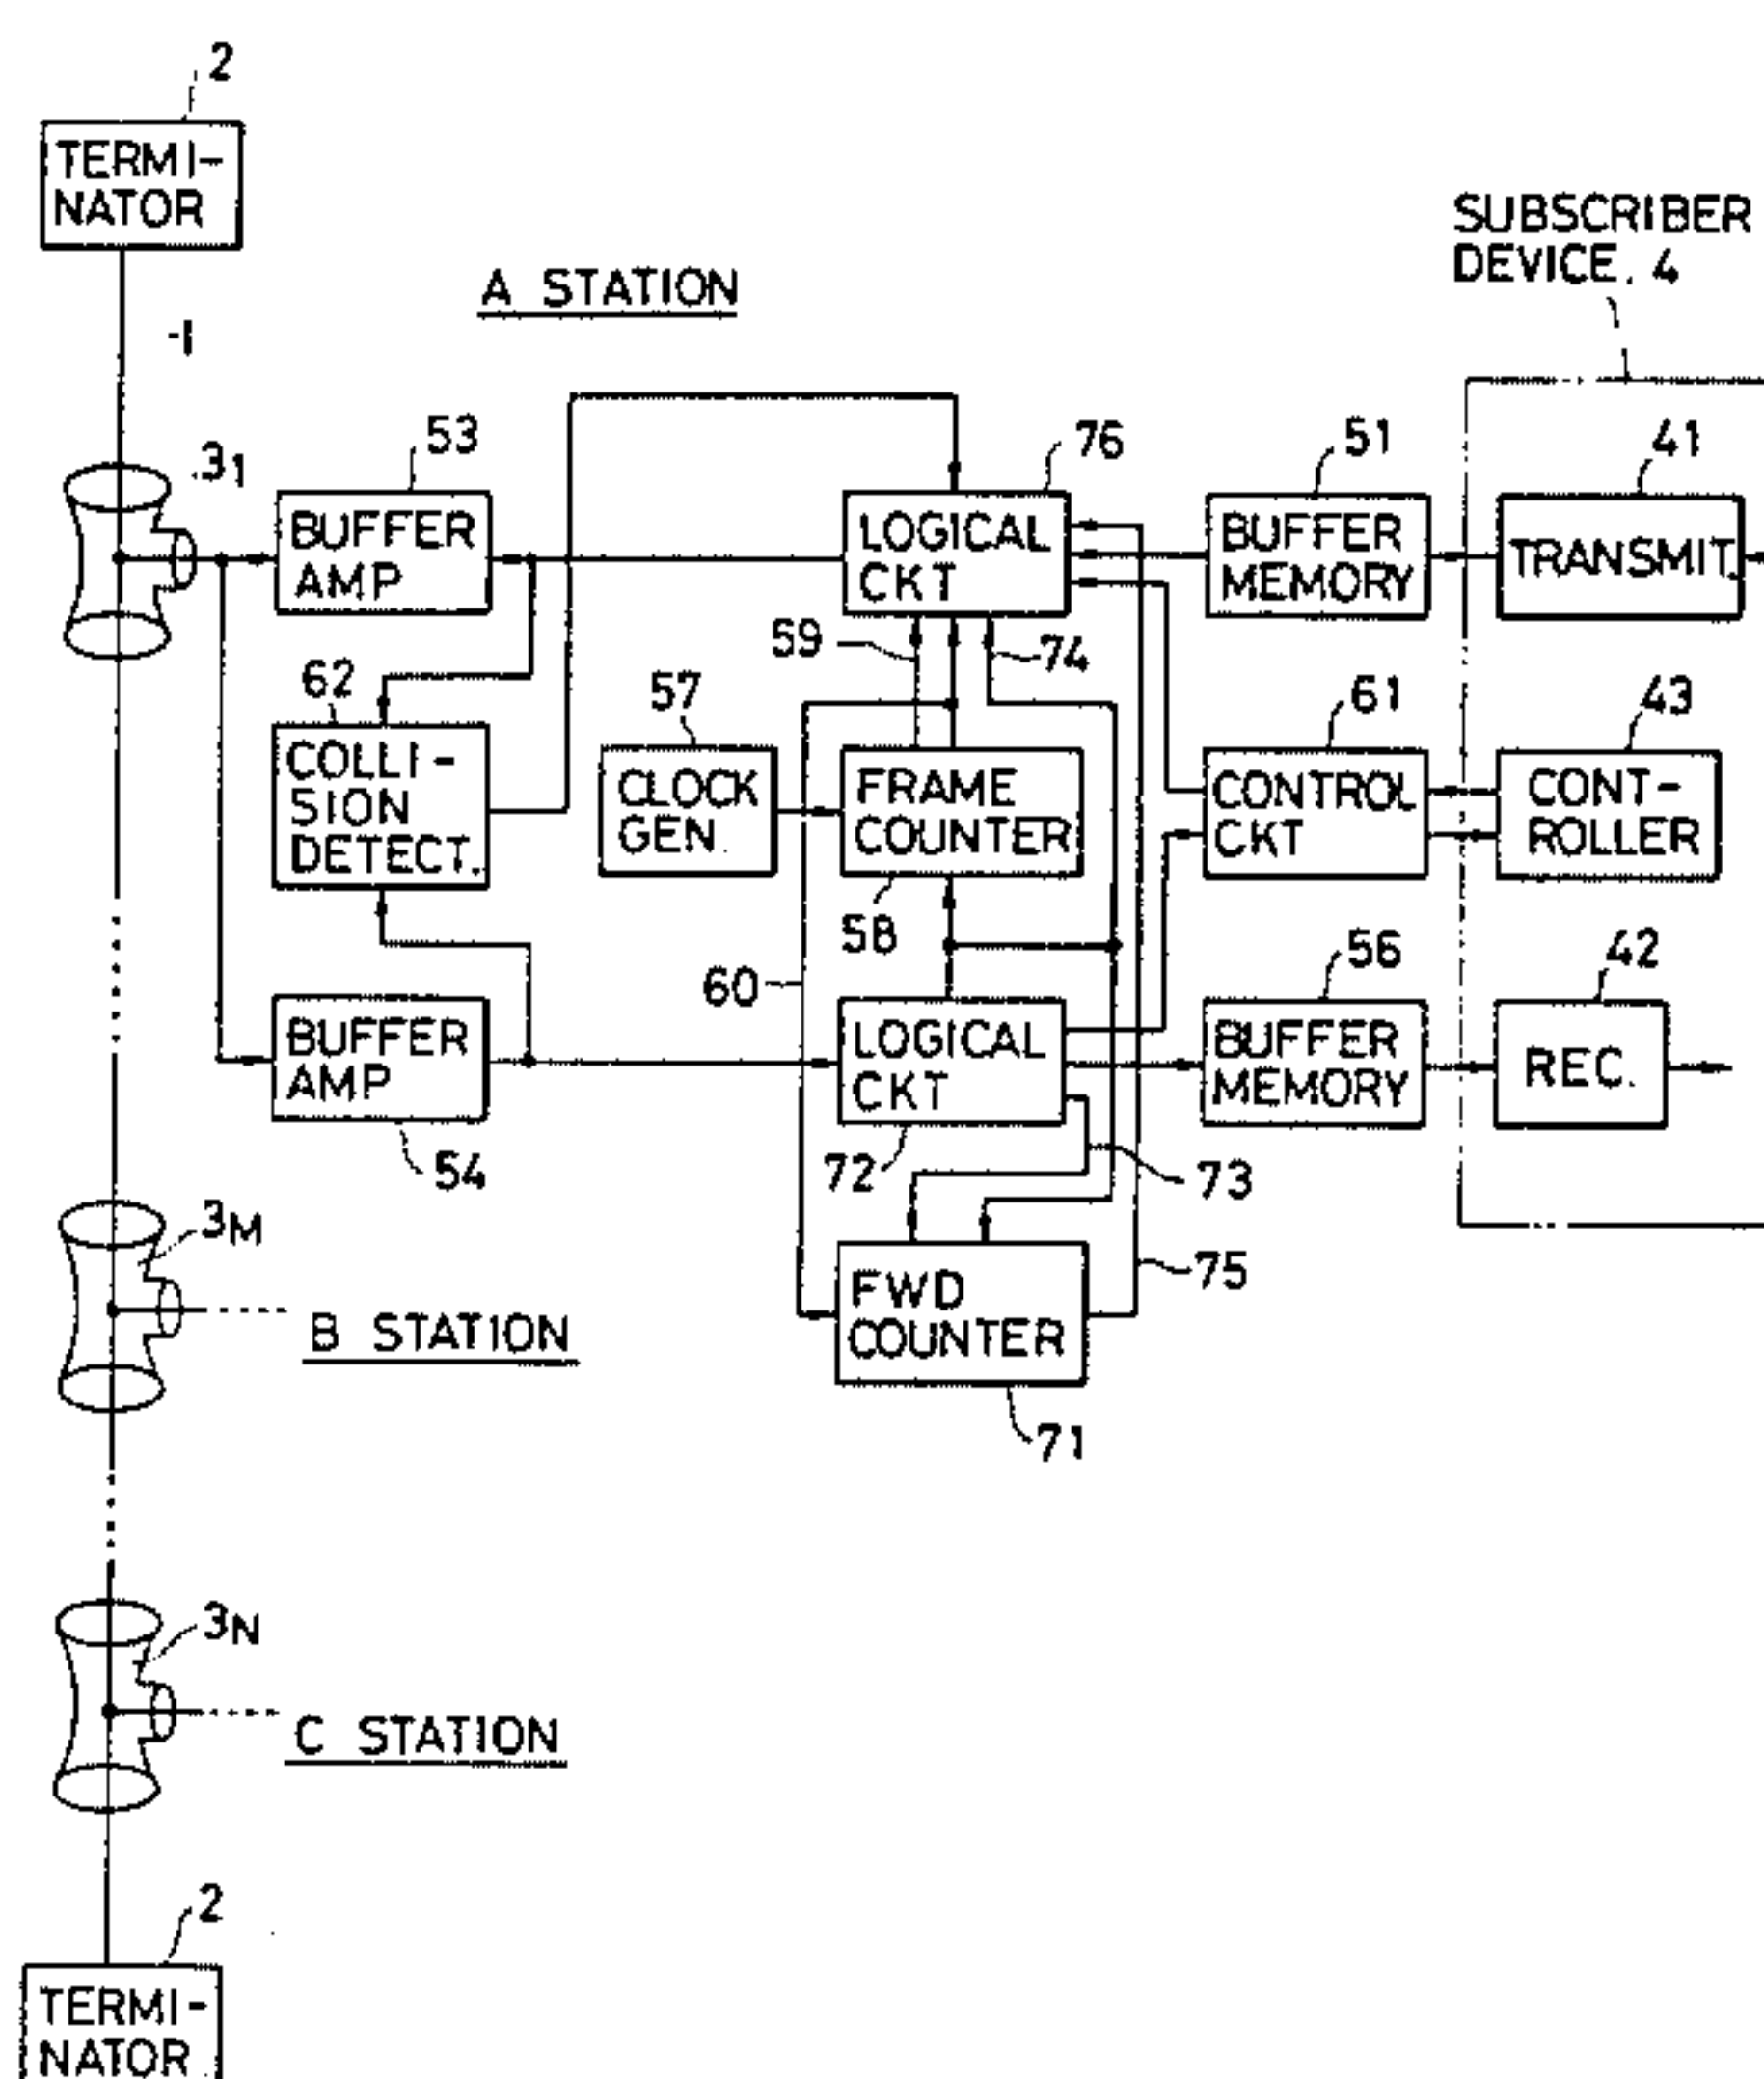 2
TERMI-
NATOR
SUBSCRIBER
DEVICE. 4
A STATION
1
3₁
53
76
51
41
BUFFER
AMP
LOGICAL
CKT
BUFFER
MEMORY
TRANSMIT.
59
74
62
57
61
43
COLLI-
SION
DETECT.
CLOCK
GEN.
FRAME
COUNTER
CONTROL
CKT
CONT-
ROLLER
58
60
56
42
BUFFER
AMP
LOGICAL
CKT
BUFFER
MEMORY
REC.
54
72
73
3M
B STATION
FWD
COUNTER
75
71
3N
C STATION
2
TERMI-
NATOR